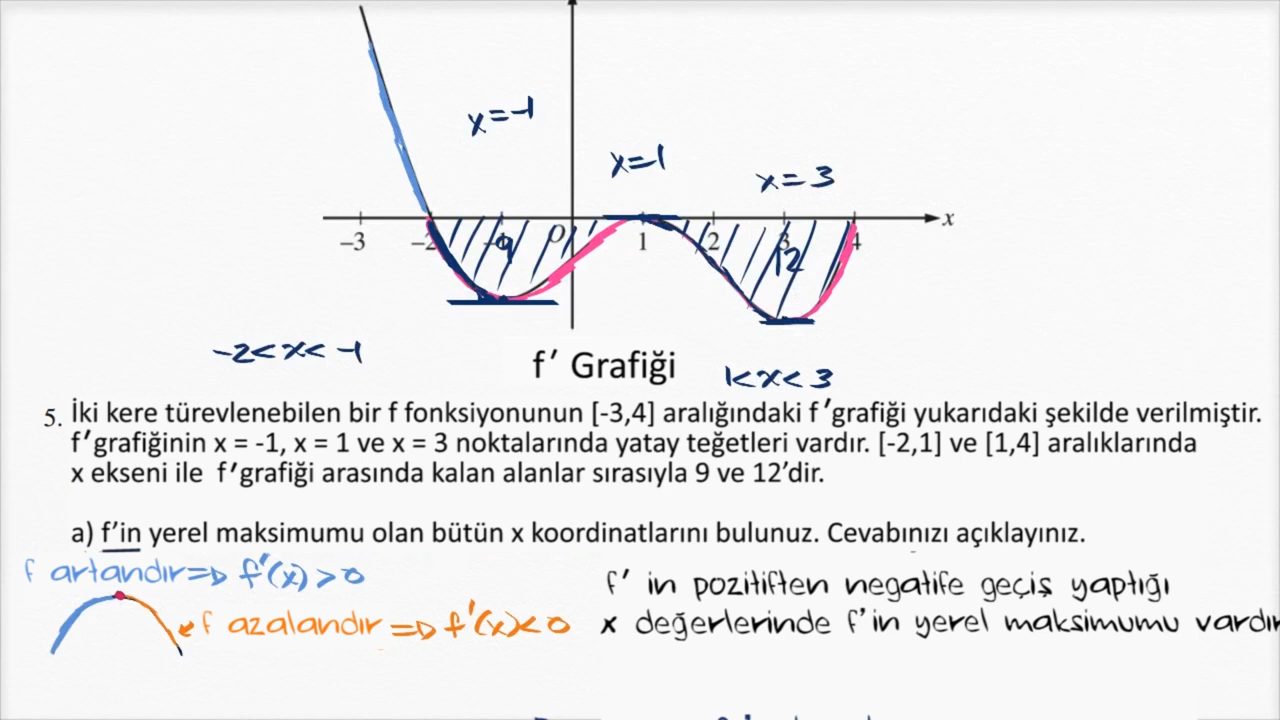 x=-1
x=1
x=3
x
-3 -2 O 1 2 3 4
9 12
-2<x<-1
f′ Grafiği
1<x<3
5. İki kere türevlenebilen bir f fonksiyonunun [-3,4] aralığındaki f′grafiği yukarıdaki şekilde verilmiştir.
f′grafiğinin x = -1, x = 1 ve x = 3 noktalarında yatay teğetleri vardır. [-2,1] ve [1,4] aralıklarında
x ekseni ile f′grafiği arasında kalan alanlar sırasıyla 9 ve 12’dir.
a) f’in yerel maksimumu olan bütün x koordinatlarını bulunuz. Cevabınızı açıklayınız.
f artandır⇒ f'(x)>0
f azalandır ⇒ f'(x)<0
f' in pozitiften negatife geçiş yaptığı
x değerlerinde f'in yerel maksimumu vardır